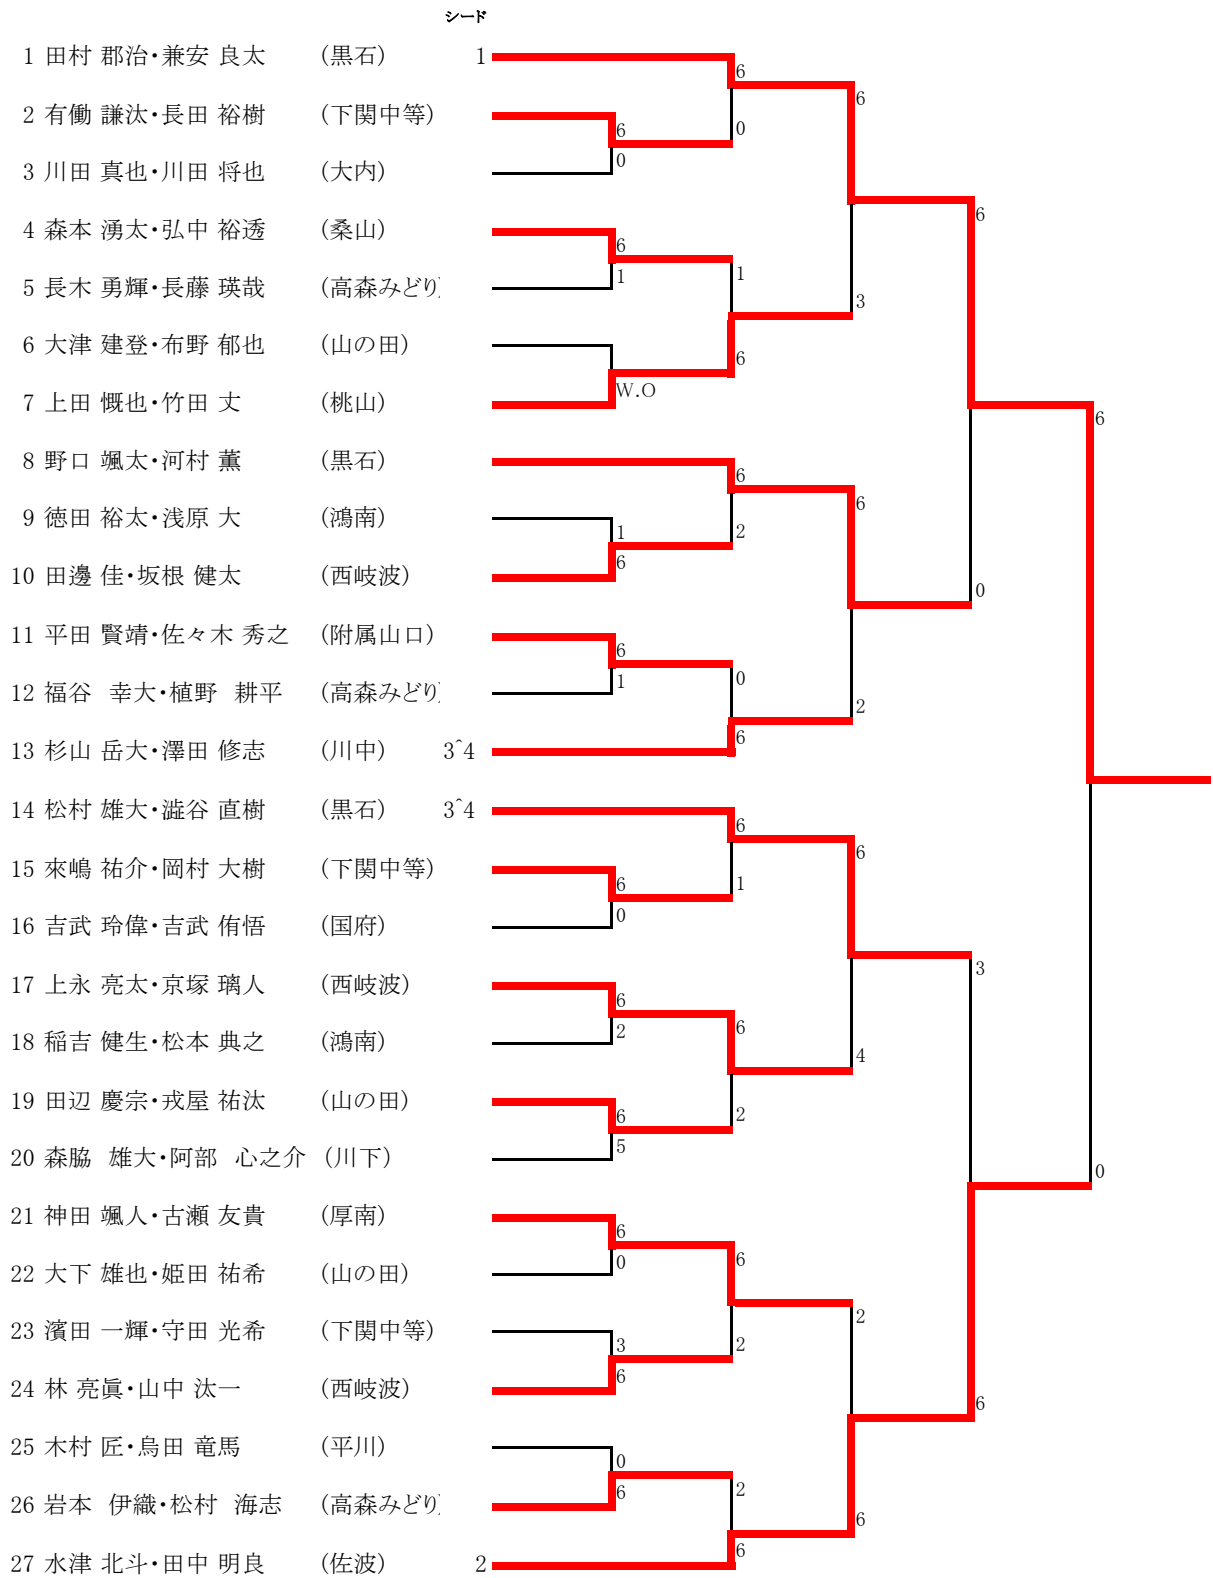 シード
1 田村 郡治・兼安 良太 (黒石) 1
6
6
2 有働 謙汰・長田 裕樹 (下関中等)
6
0
0
3 川田 真也・川田 将也 (大内)
6
4 森本 湧太・弘中 裕透 (桑山)
6
1
1
5 長木 勇輝・長藤 瑛哉 (高森みどり)
3
6 大津 建登・布野 郁也 (山の田)
6
W.O
7 上田 慨也・竹田 丈 (桃山)
6
8 野口 颯太・河村 薫 (黒石)
6
6
9 徳田 裕太・浅原 大 (鴻南)
1
2
6
10 田邊 佳・坂根 健太 (西岐波)
0
11 平田 賢靖・佐々木 秀之 (附属山口)
6
1
0
12 福谷 幸大・植野 耕平 (高森みどり)
2
6
13 杉山 岳大・澤田 修志 (川中) 3^4
14 松村 雄大・澁谷 直樹 (黒石) 3^4
6
6
15 來嶋 祐介・岡村 大樹 (下関中等)
6
1
0
16 吉武 玲偉・吉武 侑悟 (国府)
3
17 上永 亮太・京塚 璃人 (西岐波)
6
2
6
18 稲吉 健生・松本 典之 (鴻南)
4
19 田辺 慶宗・戎屋 祐汰 (山の田)
6
2
5
20 森脇 雄大・阿部 心之介 (川下)
0
21 神田 颯人・古瀬 友貴 (厚南)
6
0
6
22 大下 雄也・姫田 祐希 (山の田)
2
23 濱田 一輝・守田 光希 (下関中等)
3
2
6
24 林 亮眞・山中 汰一 (西岐波)
6
25 木村 匠・烏田 竜馬 (平川)
0
6
2
26 岩本 伊織・松村 海志 (高森みどり)
6
6
27 水津 北斗・田中 明良 (佐波) 2